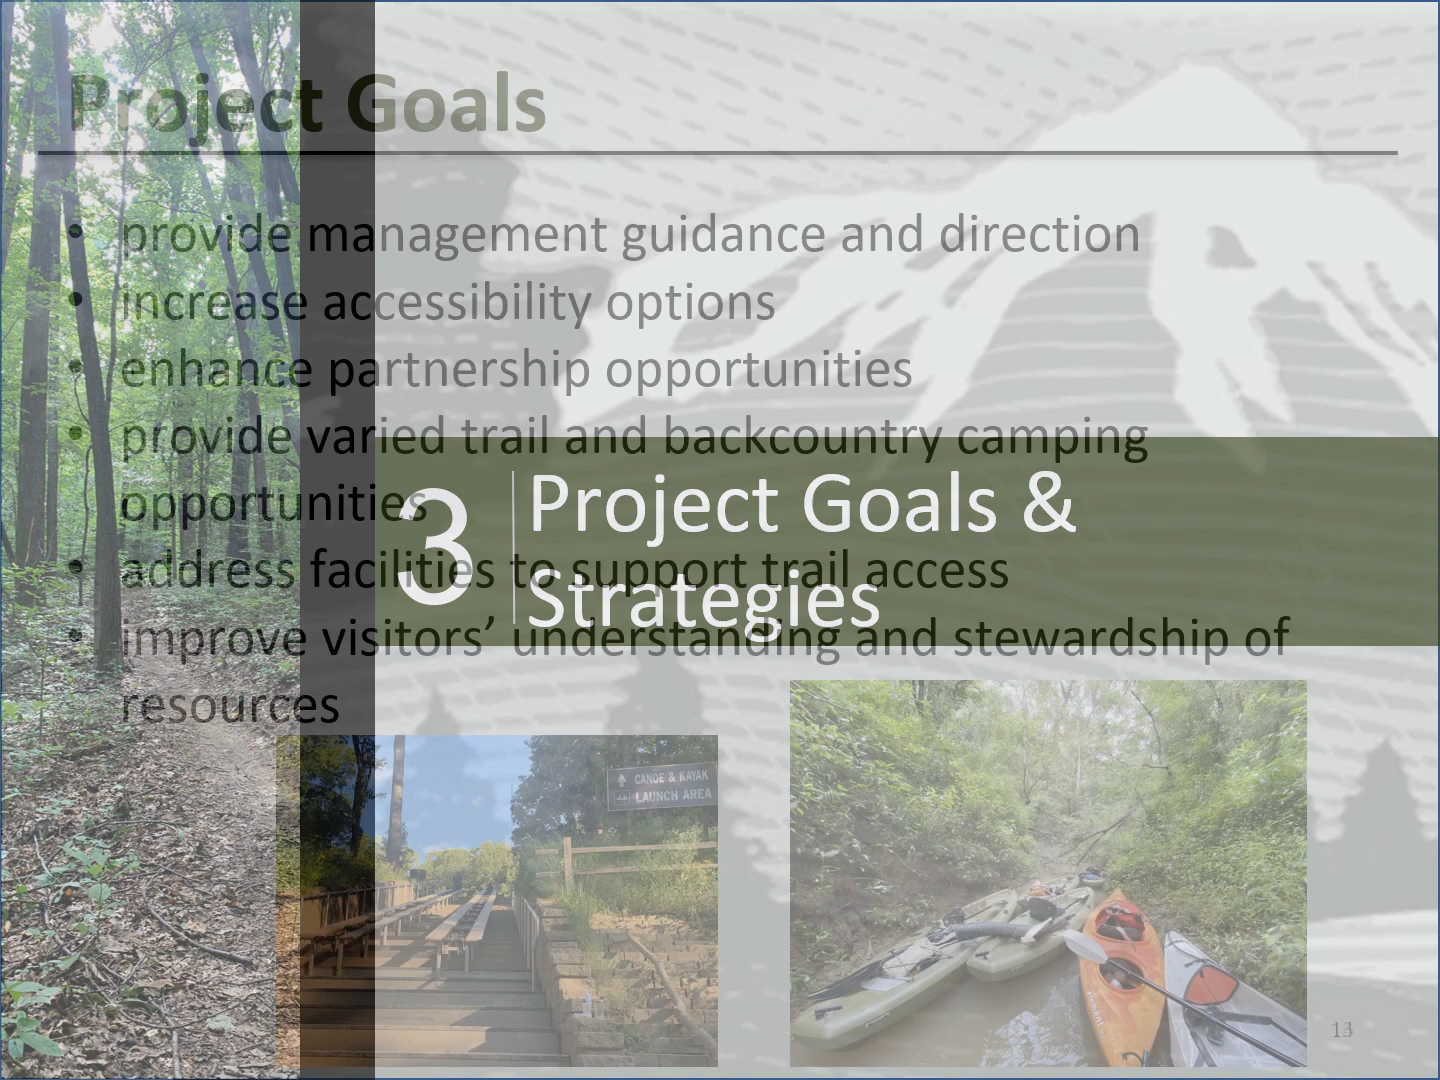 Project Goals
• provide management guidance and direction
• increase accessibility options
• enhance partnership opportunities
• provide varied trail and backcountry camping
opportunities
• address facilities to support trail access
• improve visitors’ understanding and stewardship of
resources
3
Project Goals &
Strategies
CANOE & KAYAK
LAUNCH AREA